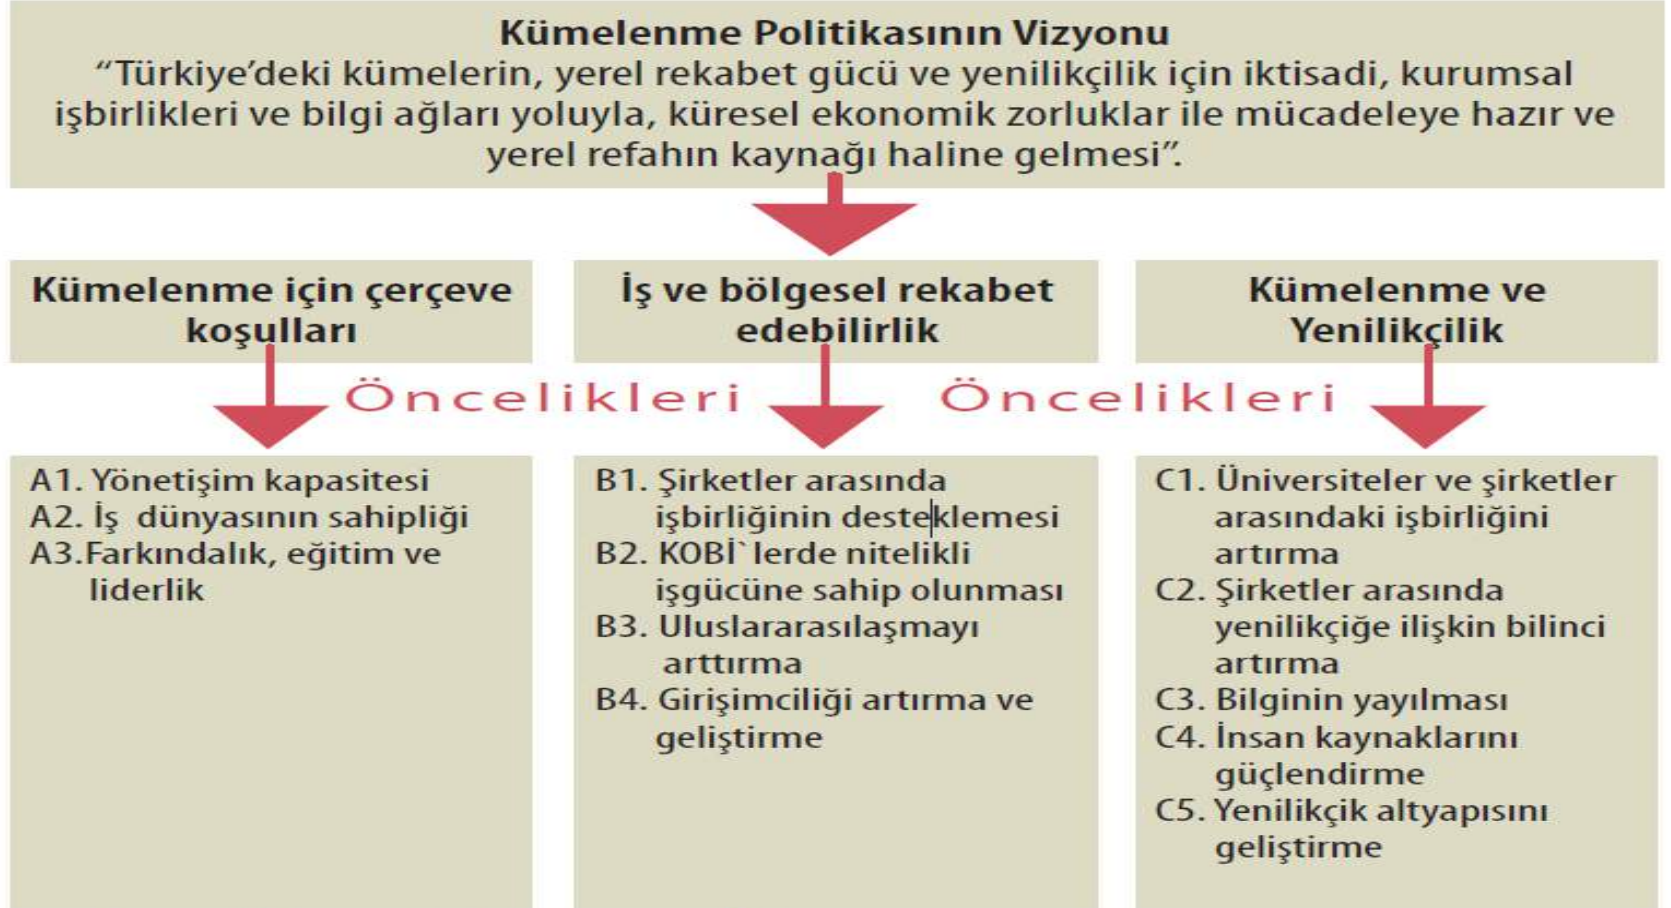 Kümelenme Politikasının Vizyonu
“Türkiye’deki kümelerin, yerel rekabet gücü ve yenilikçilik için iktisadi, kurumsal
işbirlikleri ve bilgi ağları yoluyla, küresel ekonomik zorluklar ile mücadeleye hazır ve
yerel refahın kaynağı haline gelmesi”.
Kümelenme için çerçeve
koşulları
İş ve bölgesel rekabet
edebilirlik
Kümelenme ve
Yenilikçilik
Öncelikleri
Öncelikleri
A1. Yönetişim kapasitesi
A2. İş dünyasının sahipliği
A3.Farkındalık, eğitim ve
liderlik
B1. Şirketler arasında
işbirliğinin desteklemesi
B2. KOBİ`lerde nitelikli
işgücüne sahip olunması
B3. Uluslararasılaşmayı
arttırma
B4. Girişimciliği artırma ve
geliştirme
C1. Üniversiteler ve şirketler
arasındaki işbirliğini
artırma
C2. Şirketler arasında
yenilikçiğe ilişkin bilinci
artırma
C3. Bilginin yayılması
C4. İnsan kaynaklarını
güçlendirme
C5. Yenilikçik altyapısını
geliştirme